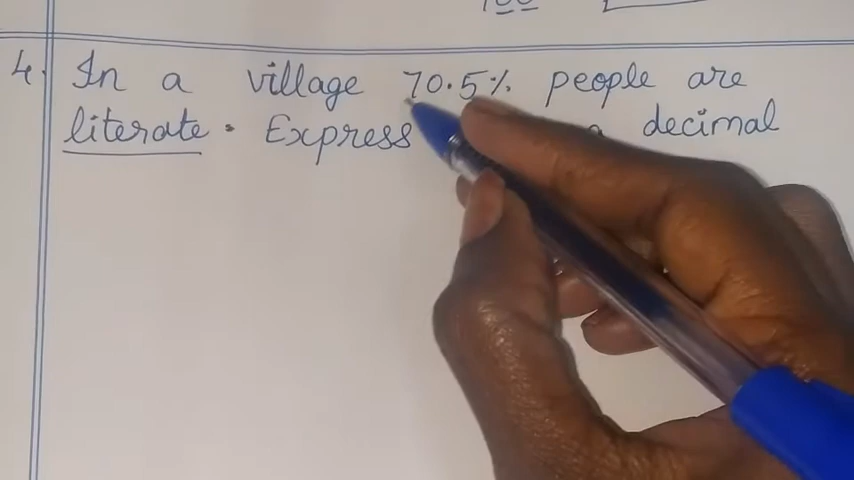 4. In a village 70.5% people are
literate. Express a decimal